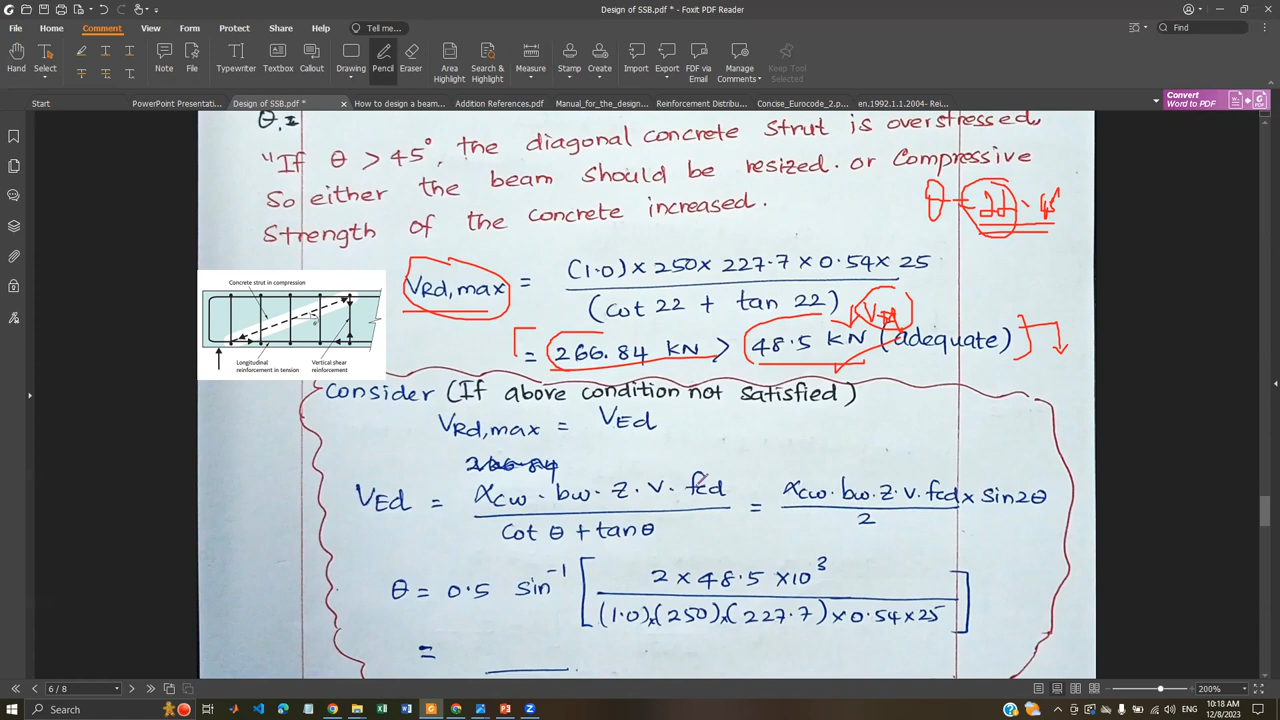 Design of SSB.pdf * - Foxit PDF Reader
File Home Comment View Form Protect Share Help Tell me... Find
Hand Select Note File Typewriter Textbox Callout Drawing Pencil Eraser Area Highlight Search & Highlight Measure Stamp Create Import Export FDF via Email Manage Comments Keep Tool Selected
Start PowerPoint Presentati... Design of SSB.pdf * How to design a beam... Addition References.pdf Manual_for_the_design... Reinforcement Distribu... Concise_Eurocode_2.p... en.1992.1.1.2004- Rei... Convert Word to PDF
"If θ > 45°, the diagonal concrete strut is overstressed.
So either the beam should be resized. or Compressive
Strength of the Concrete increased.
VRd,max = (1.0) x 250 x 227.7 x 0.54 x 25
(cot 22 + tan 22)
= 266.84 KN > 48.5 KN (adequate)
Concrete strut in compression
Longitudinal reinforcement in tension
Vertical shear reinforcement
Consider (If above condition not satisfied)
VRd,max = VEd
266.84
VEd = αcw . bw . z . v . fcd = αcw . bw . z . v . fcd x sin2θ
Cot θ + tanθ 2
θ = 0.5 sin⁻¹ [ 2 x 48.5 x10³
(1.0)x(250)x(227.7) x 0.54 x 25 ]
=
6 / 8 200%
Search 10:18 AM
12/8/2023